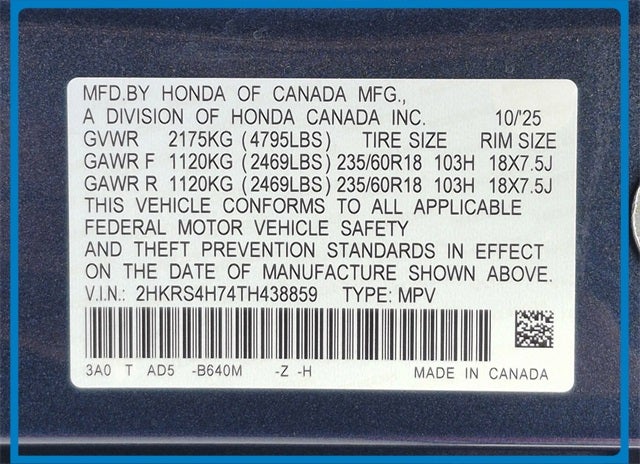 MFD.BY HONDA OF CANADA MFG.,
A DIVISION OF HONDA CANADA INC. 10/'25
GVWR 2175KG (4795LBS) TIRE SIZE RIM SIZE
GAWR F 1120KG (2469LBS) 235/60R18 103H 18X7.5J
GAWR R 1120KG (2469LBS) 235/60R18 103H 18X7.5J
THIS VEHICLE CONFORMS TO ALL APPLICABLE
FEDERAL MOTOR VEHICLE SAFETY
AND THEFT PREVENTION STANDARDS IN EFFECT
ON THE DATE OF MANUFACTURE SHOWN ABOVE.
V.I.N.: 2HKRS4H74TH438859 TYPE: MPV
3A0 T AD5 -B640M -Z -H MADE IN CANADA